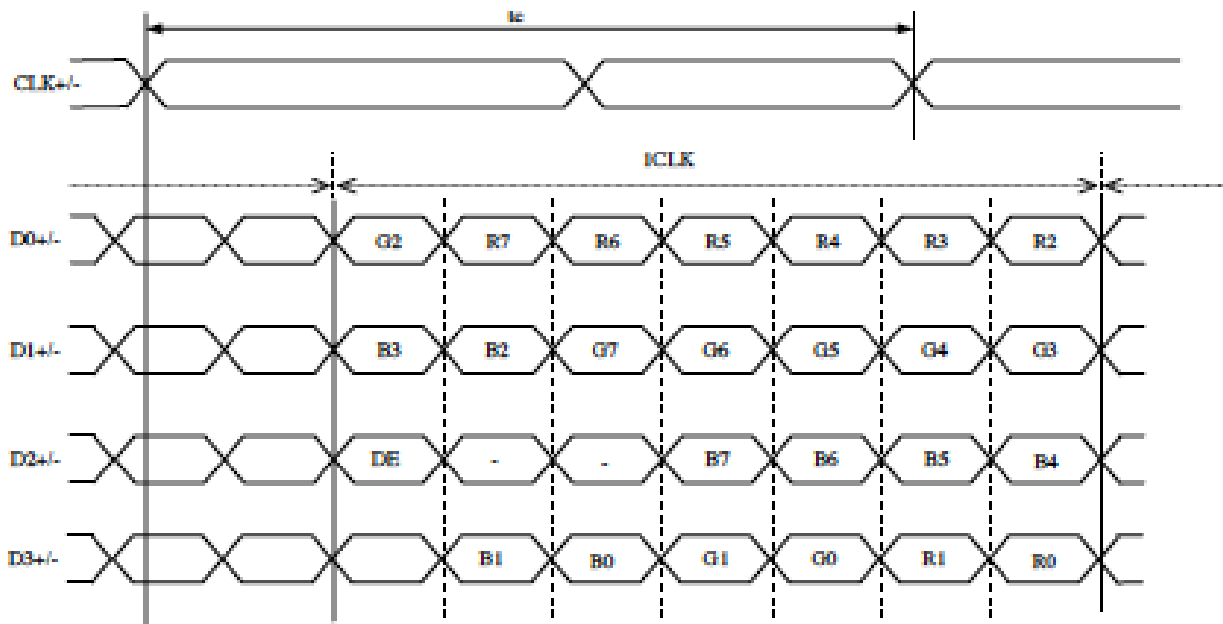 tc
CLK+/-
1CLK
D0+/- G2 R7 R6 R5 R4 R3 R2
D1+/- B3 B2 G7 G6 G5 G4 G3
D2+/- DE - - B7 B6 B5 B4
D3+/- B1 B0 G1 G0 R1 R0